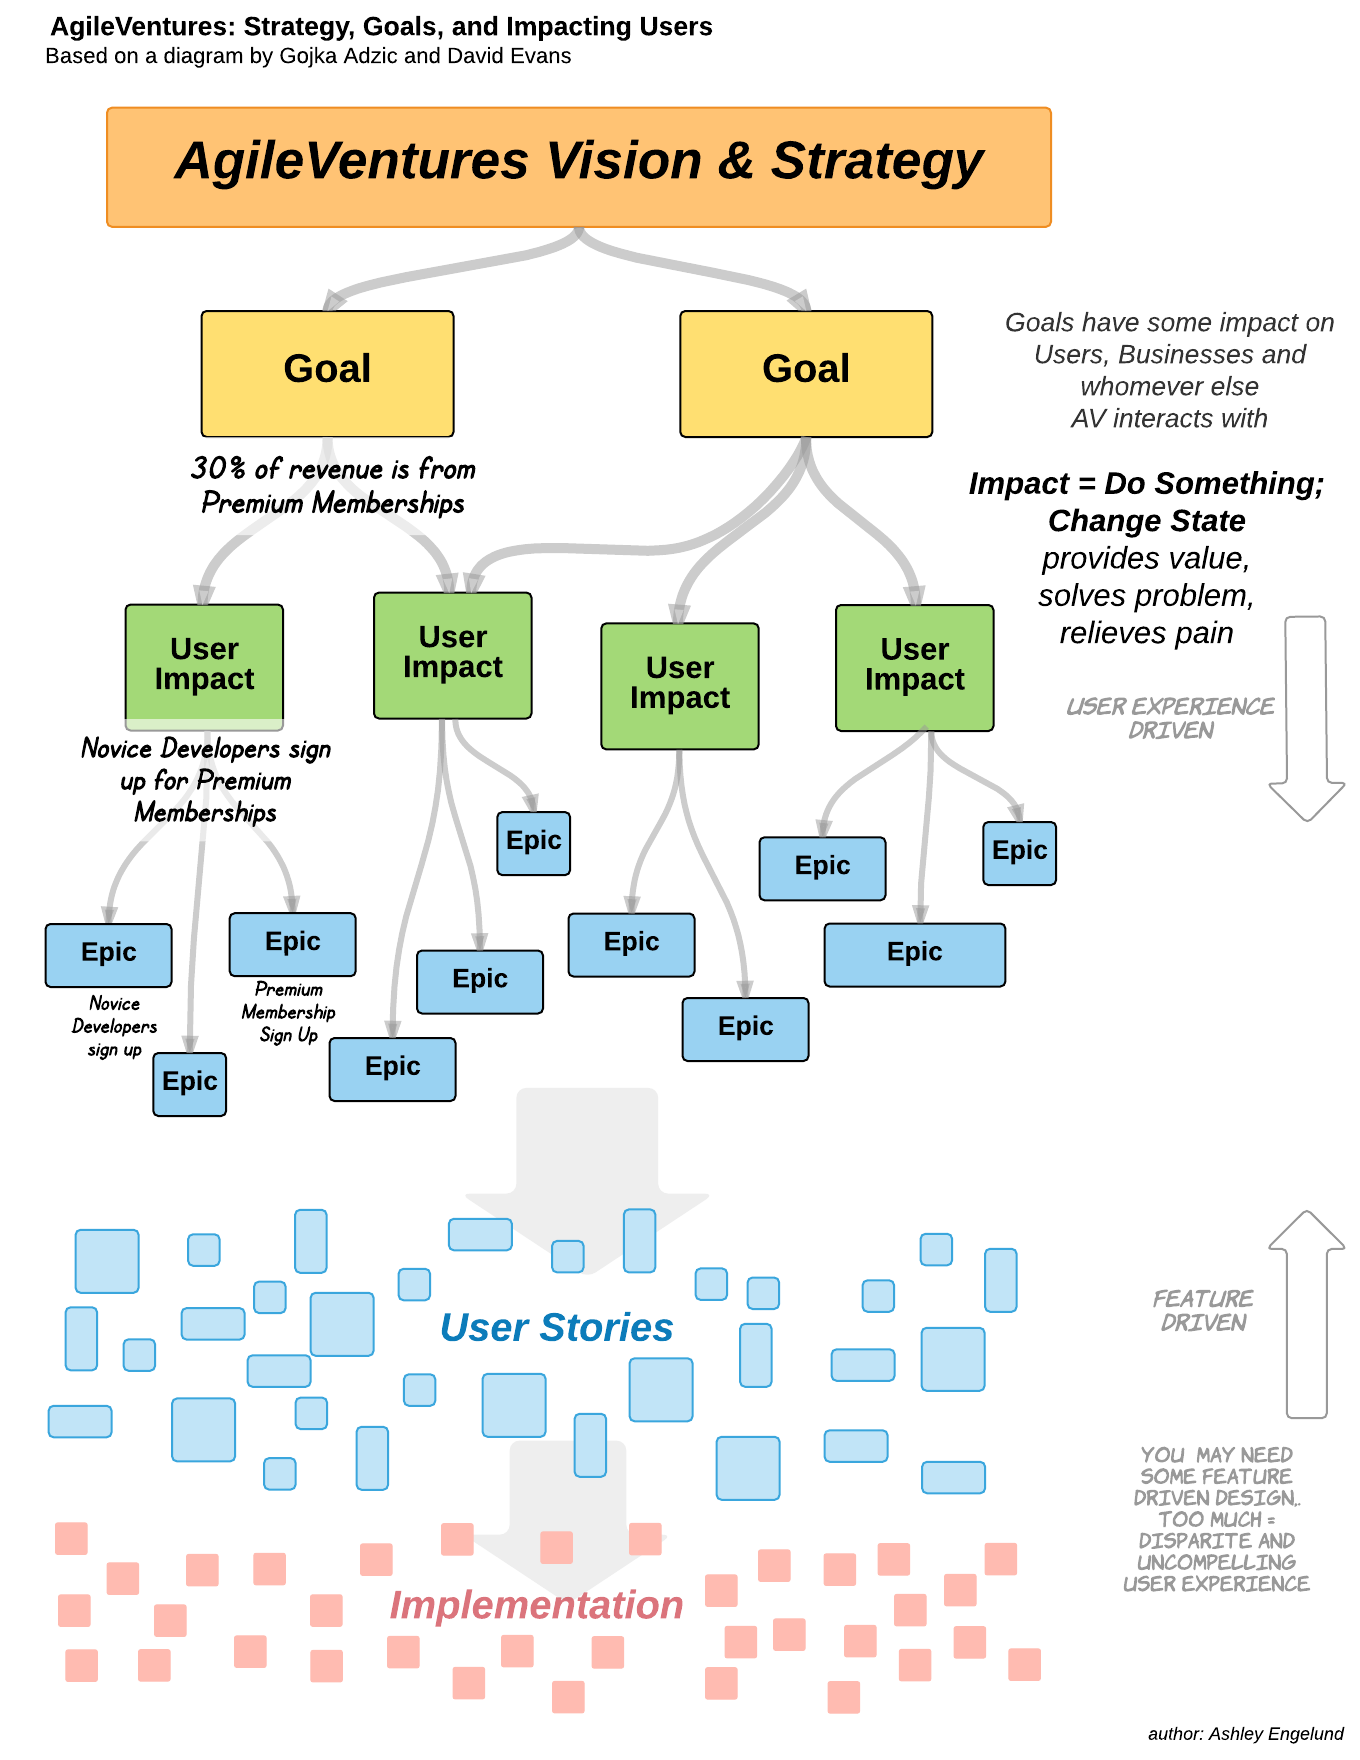 AgileVentures: Strategy, Goals, and Impacting Users
Based on a diagram by Gojka Adzic and David Evans
AgileVentures Vision & Strategy
Goal
Goal
Goals have some impact on
Users, Businesses and
whomever else
AV interacts with
30% of revenue is from
Premium Memberships
Impact = Do Something;
Change State
provides value,
solves problem,
relieves pain
User
Impact
User
Impact
User
Impact
User
Impact
USER EXPERIENCE
DRIVEN
Novice Developers sign
up for Premium
Memberships
Epic
Epic
Epic
Epic
Epic
Epic
Epic
Epic
Epic
Novice
Developers
sign up
Premium
Membership
Sign Up
Epic
Epic
Epic
User Stories
FEATURE
DRIVEN
YOU MAY NEED
SOME FEATURE
DRIVEN DESIGN..
TOO MUCH =
DISPARITE AND
UNCOMPELLING
USER EXPERIENCE
Implementation
author: Ashley Engelund